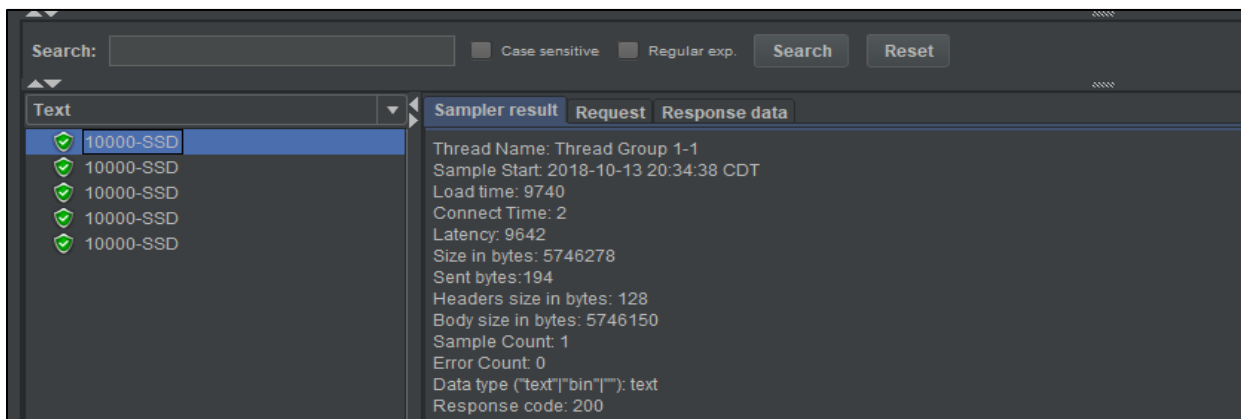 Search:
Case sensitive
Regular exp.
Search
Reset
Text
10000-SSD
10000-SSD
10000-SSD
10000-SSD
10000-SSD
Sampler result
Request
Response data
Thread Name: Thread Group 1-1
Sample Start: 2018-10-13 20:34:38 CDT
Load time: 9740
Connect Time: 2
Latency: 9642
Size in bytes: 5746278
Sent bytes:194
Headers size in bytes: 128
Body size in bytes: 5746150
Sample Count: 1
Error Count: 0
Data type ("text"|"bin"|""): text
Response code: 200